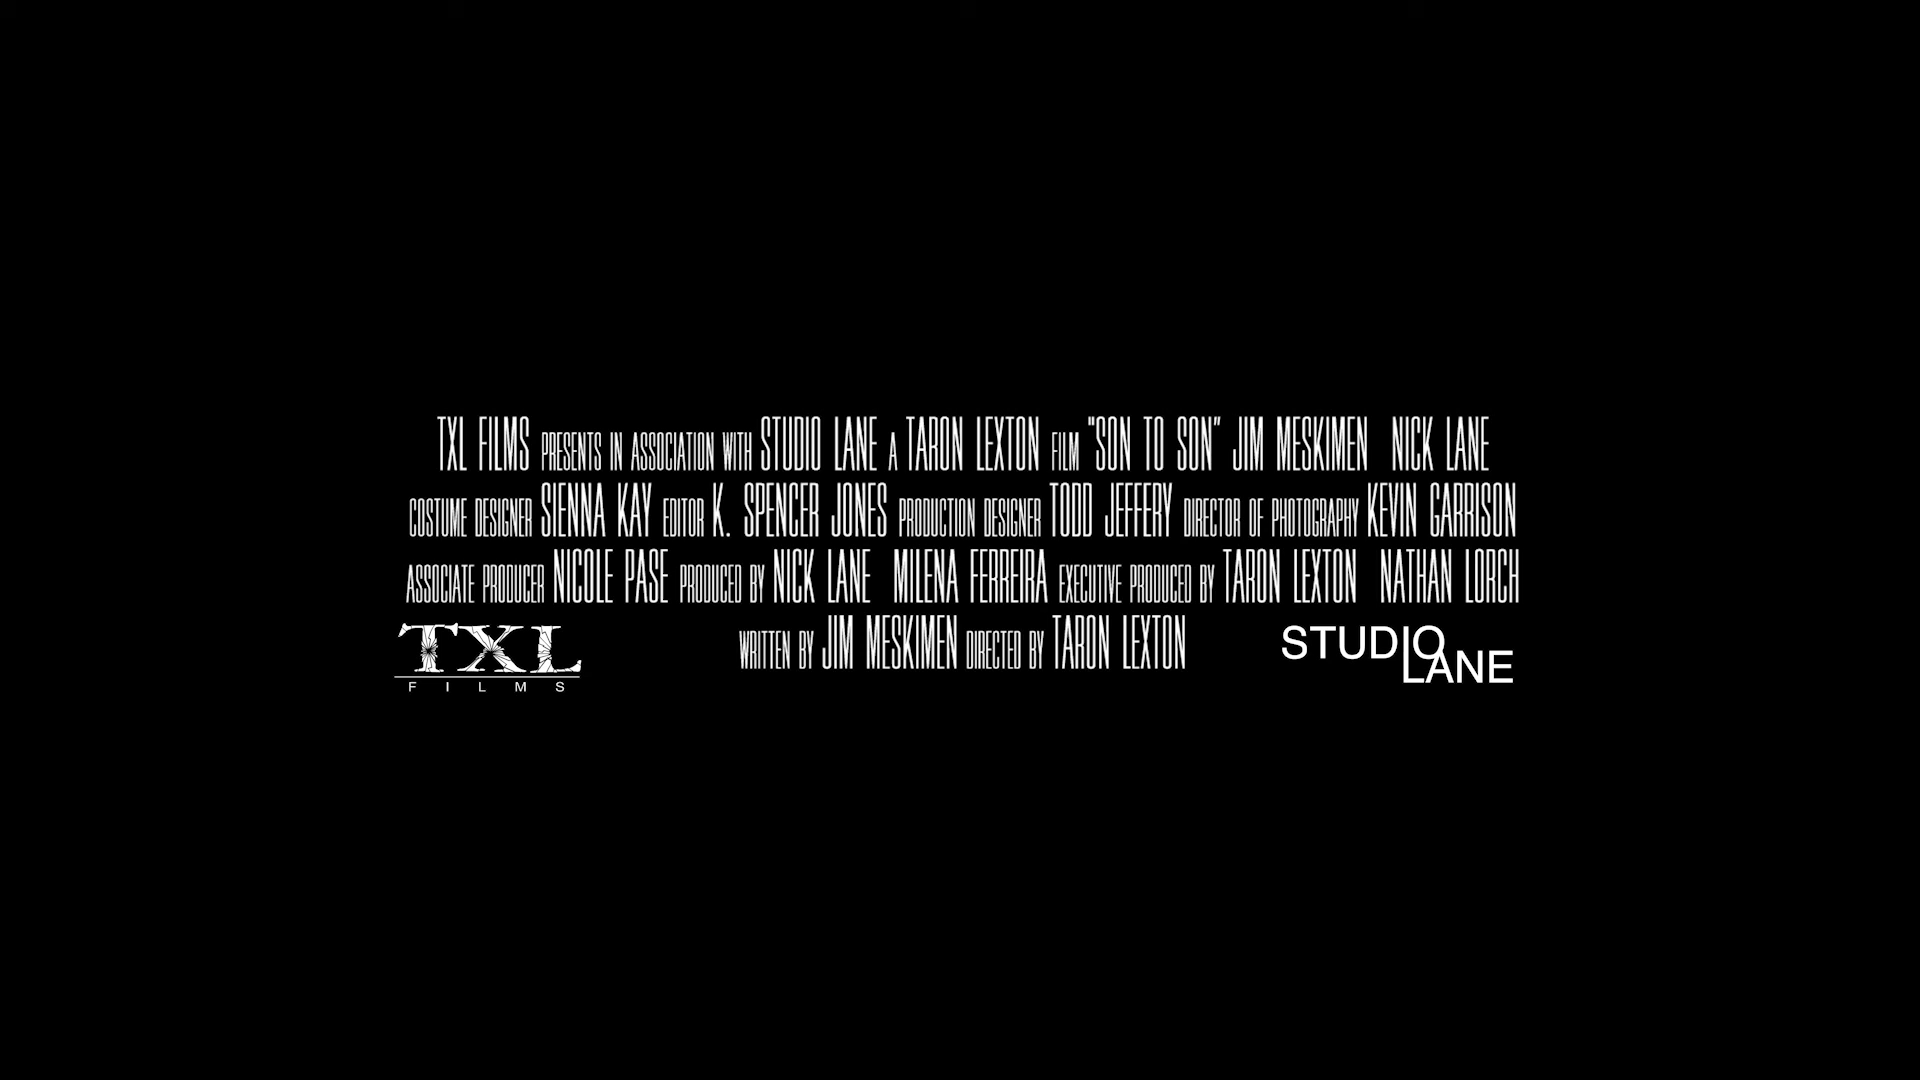 TXL FILMS PRESENTS IN ASSOCIATION WITH STUDIO LANE A TARON LEXTON FILM "SON TO SON" JIM MESKIMEN NICK LANE
COSTUME DESIGNER SIENNA KAY EDITOR K. SPENCER JONES PRODUCTION DESIGNER TODD JEFFERY DIRECTOR OF PHOTOGRAPHY KEVIN GARRISON
ASSOCIATE PRODUCER NICOLE PASE PRODUCED BY NICK LANE MILENA FERREIRA EXECUTIVE PRODUCED BY TARON LEXTON NATHAN LORCH
WRITTEN BY JIM MESKIMEN DIRECTED BY TARON LEXTON
TXL
FILMS
STUDIO
LANE